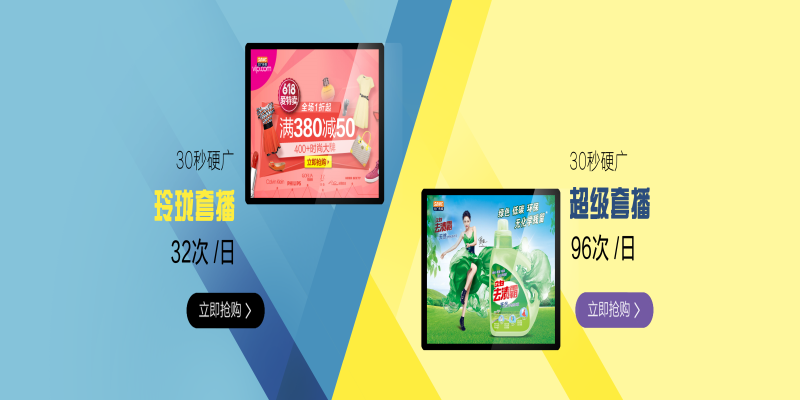 30秒硬广
玲珑套播
32次 /日
立即抢购 >
vip.com
618
爱特卖
全场1折起
满380减50
400+时尚大牌
立即抢购 >
30秒硬广
超级套播
96次 /日
立即抢购 >
绿色 低碳 环保
无化学残留
去渍霸
去渍霸